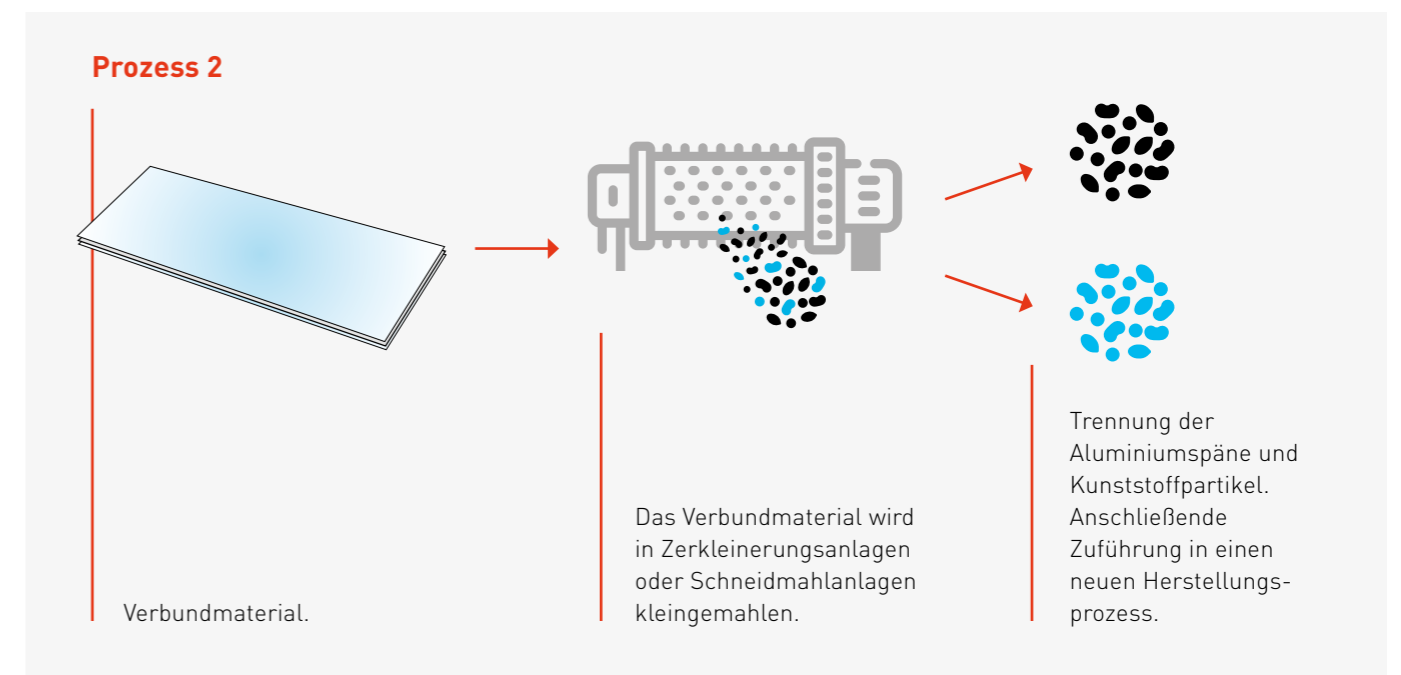 Prozess 2
Verbundmaterial.
Das Verbundmaterial wird
in Zerkleinerungsanlagen
oder Schneidmahlanlagen
kleingemahlen.
Trennung der
Aluminiumspäne und
Kunststoffpartikel.
Anschließende
Zuführung in einen
neuen Herstellungs-
prozess.